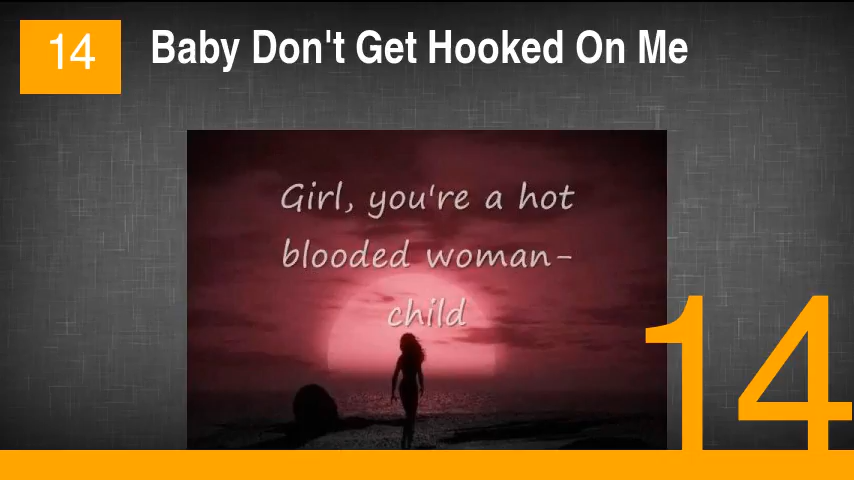 14
Baby Don't Get Hooked On Me
Girl, you're a hot
blooded woman-
child
14